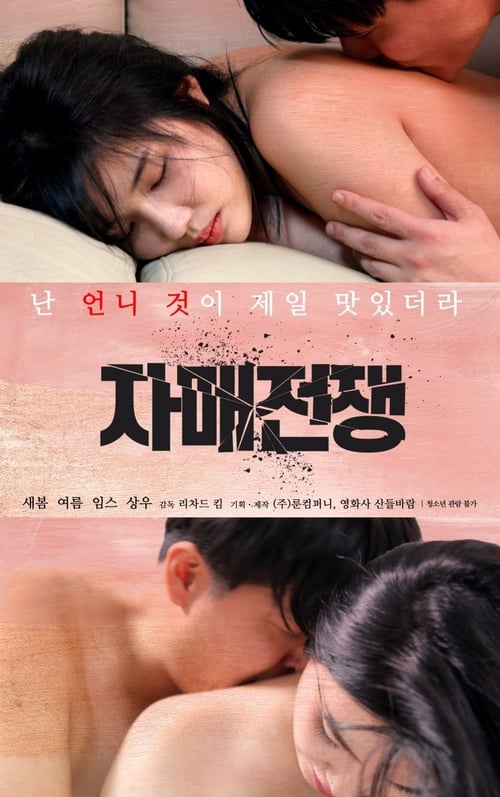 난 언니 것이 제일 맛있더라
자매전쟁
새봄 여름 임스 상우 감독 리차드 킴 기획·제작 (주)룬컴퍼니, 영화사 산들바람 | 청소년 관람 불가